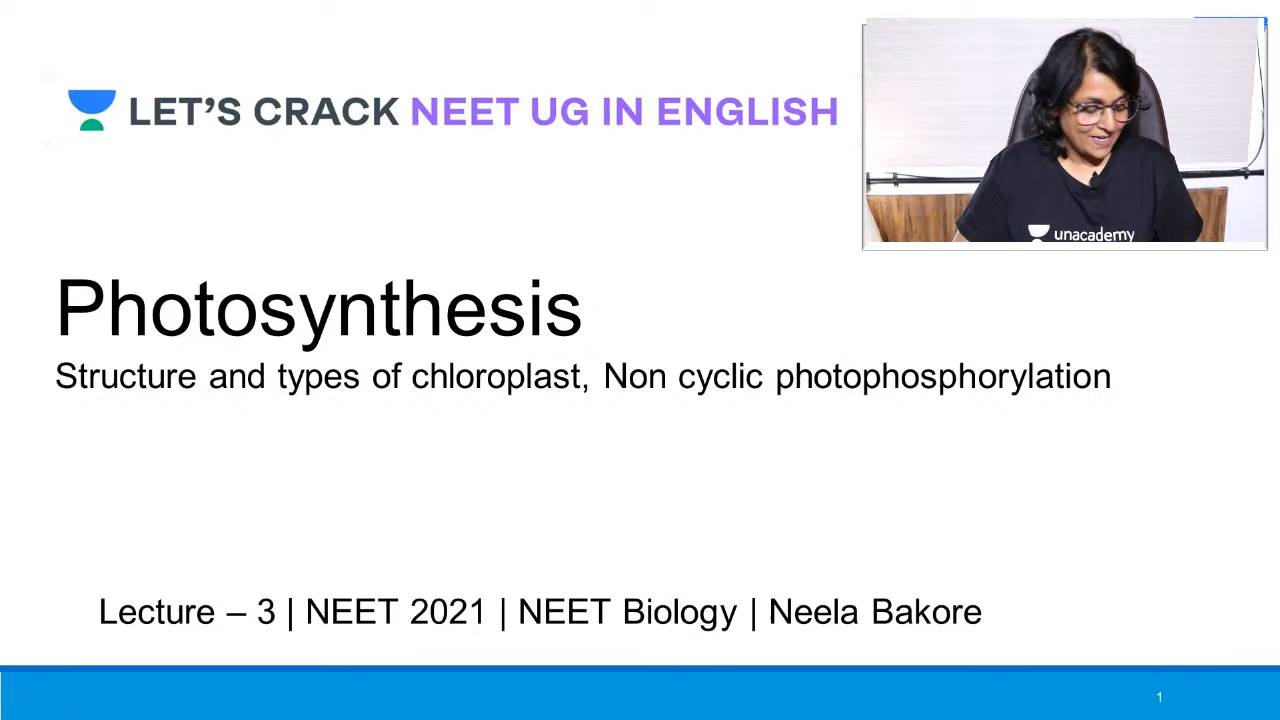 LET'S CRACK NEET UG IN ENGLISH
unacademy
Photosynthesis
Structure and types of chloroplast, Non cyclic photophosphorylation
Lecture – 3 | NEET 2021 | NEET Biology | Neela Bakore
1